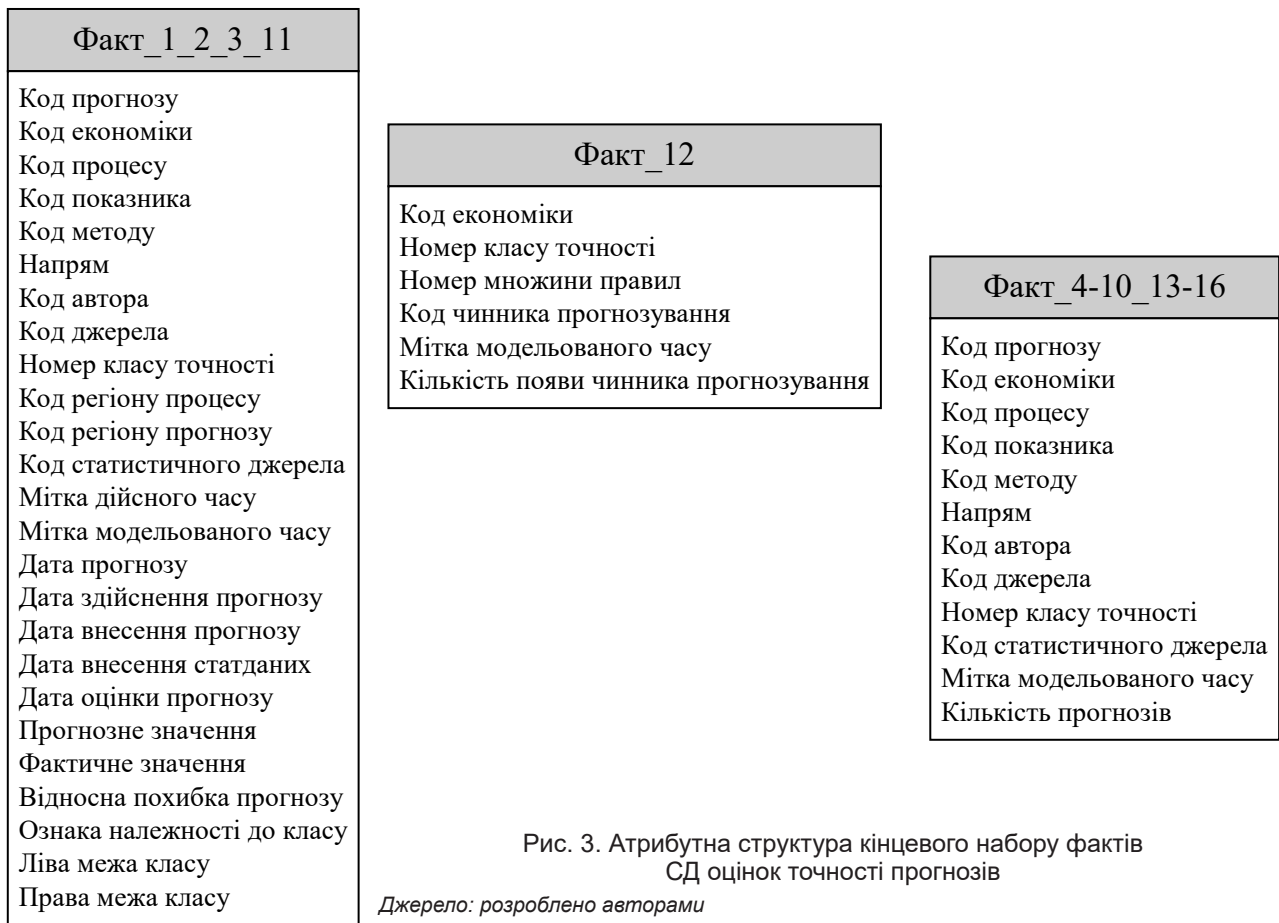 Факт_1_2_3_11
Код прогнозу
Код економіки
Код процесу
Код показника
Код методу
Напрям
Код автора
Код джерела
Номер класу точності
Код регіону процесу
Код регіону прогнозу
Код статистичного джерела
Мітка дійсного часу
Мітка модельованого часу
Дата прогнозу
Дата здійснення прогнозу
Дата внесення прогнозу
Дата внесення статданих
Дата оцінки прогнозу
Прогнозне значення
Фактичне значення
Відносна похибка прогнозу
Ознака належності до класу
Ліва межа класу
Права межа класу
Факт_12
Код економіки
Номер класу точності
Номер множини правил
Код чинника прогнозування
Мітка модельованого часу
Кількість появи чинника прогнозування
Факт_4-10_13-16
Код прогнозу
Код економіки
Код процесу
Код показника
Код методу
Напрям
Код автора
Код джерела
Номер класу точності
Код статистичного джерела
Мітка модельованого часу
Кількість прогнозів
Рис. 3. Атрибутна структура кінцевого набору фактів
СД оцінок точності прогнозів
Джерело: розроблено авторами